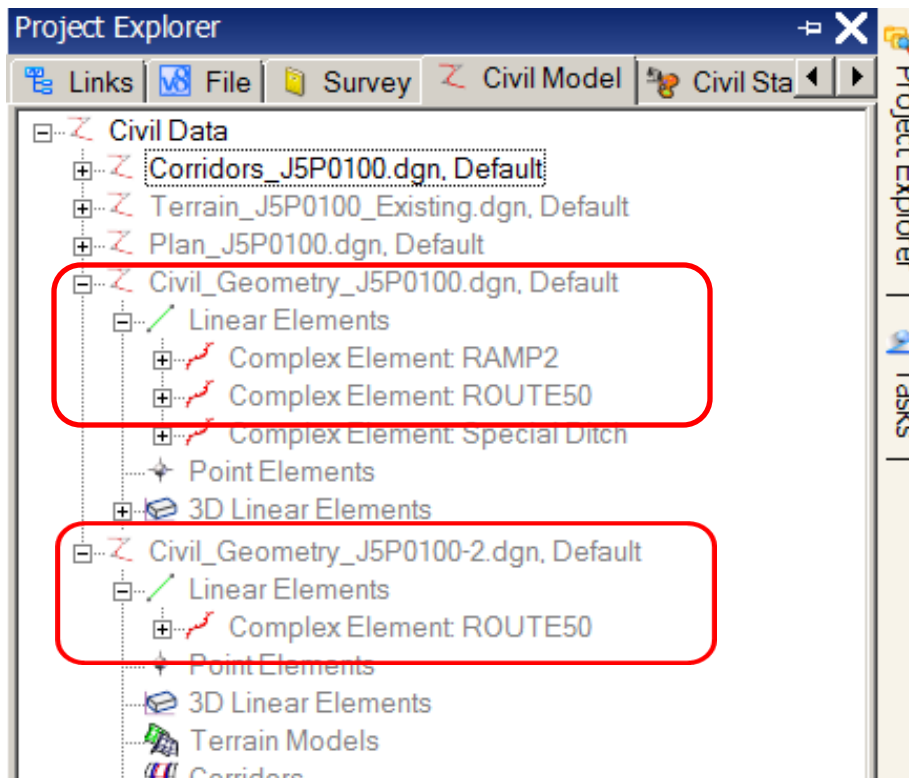 Project Explorer
Links File Survey Civil Model Civil Sta
Civil Data
Corridors_J5P0100.dgn, Default
Terrain_J5P0100_Existing.dgn, Default
Plan_J5P0100.dgn, Default
Civil_Geometry_J5P0100.dgn, Default
Linear Elements
Complex Element: RAMP2
Complex Element: ROUTE50
Complex Element: Special Ditch
Point Elements
3D Linear Elements
Civil_Geometry_J5P0100-2.dgn, Default
Linear Elements
Complex Element: ROUTE50
Point Elements
3D Linear Elements
Terrain Models
Corridors
Project Explorer
Tasks